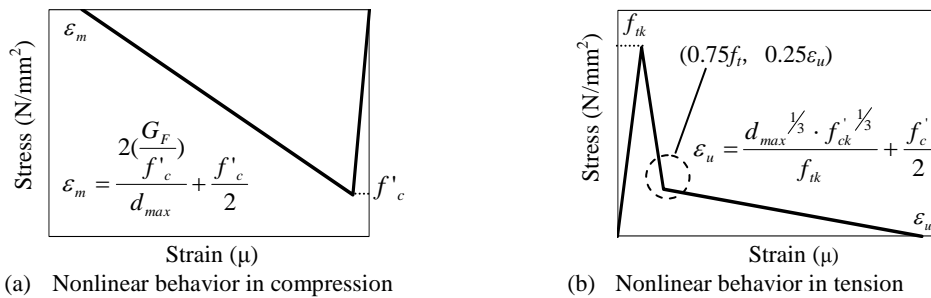 Stress (N/mm²)
ε_m
ε_m = 2(G_F/f'_c)/d_max + f'_c/2
f'_c
Strain (μ)
(a) Nonlinear behavior in compression
Stress (N/mm²)
f_tk
(0.75f_t, 0.25ε_u)
ε_u = d_max^1/3 · f'_ck^1/3 / f_tk + f'_c/2
ε_u
Strain (μ)
(b) Nonlinear behavior in tension